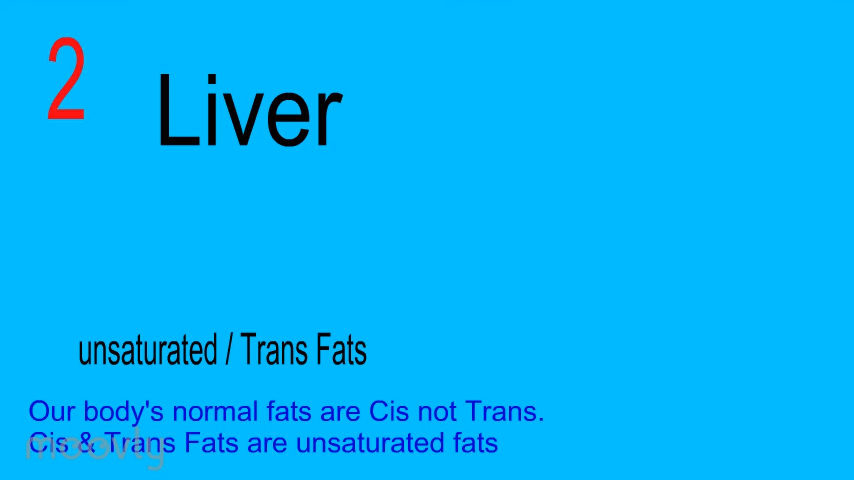 2
Liver
unsaturated / Trans Fats
Our body's normal fats are Cis not Trans.
Cis & Trans Fats are unsaturated fats
moovly